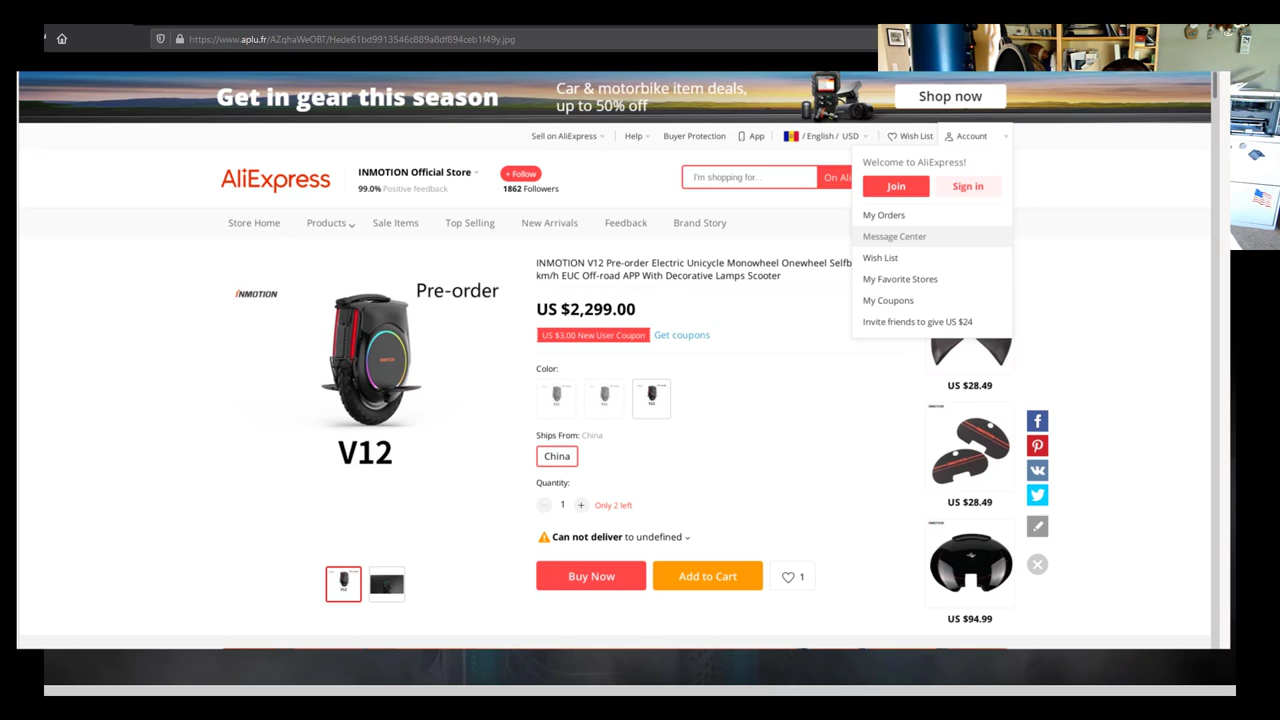 https://www.aplu.fr/AZqhaWeOBT/Hede61bd9913546c889a8df894ceb1f49y.jpg
Get in gear this season
Car & motorbike item deals,
up to 50% off
Shop now
Sell on AliExpress
Help
Buyer Protection
App
/ English / USD
Wish List
Account
AliExpress
INMOTION Official Store
99.0% Positive feedback
+ Follow
1862 Followers
I'm shopping for...
On Ali
Welcome to AliExpress!
Join
Sign in
My Orders
Message Center
Wish List
My Favorite Stores
My Coupons
Invite friends to give US $24
Store Home
Products
Sale Items
Top Selling
New Arrivals
Feedback
Brand Story
INMOTION
Pre-order
V12
INMOTION V12 Pre-order Electric Unicycle Monowheel Onewheel Selfb
km/h EUC Off-road APP With Decorative Lamps Scooter
US $2,299.00
US $3.00 New User Coupon
Get coupons
Color:
V12
V12
Ships From: China
China
Quantity:
1
Only 2 left
Can not deliver to undefined
Buy Now
Add to Cart
1
US $28.49
INMOTION
US $28.49
INMOTION
US $94.99